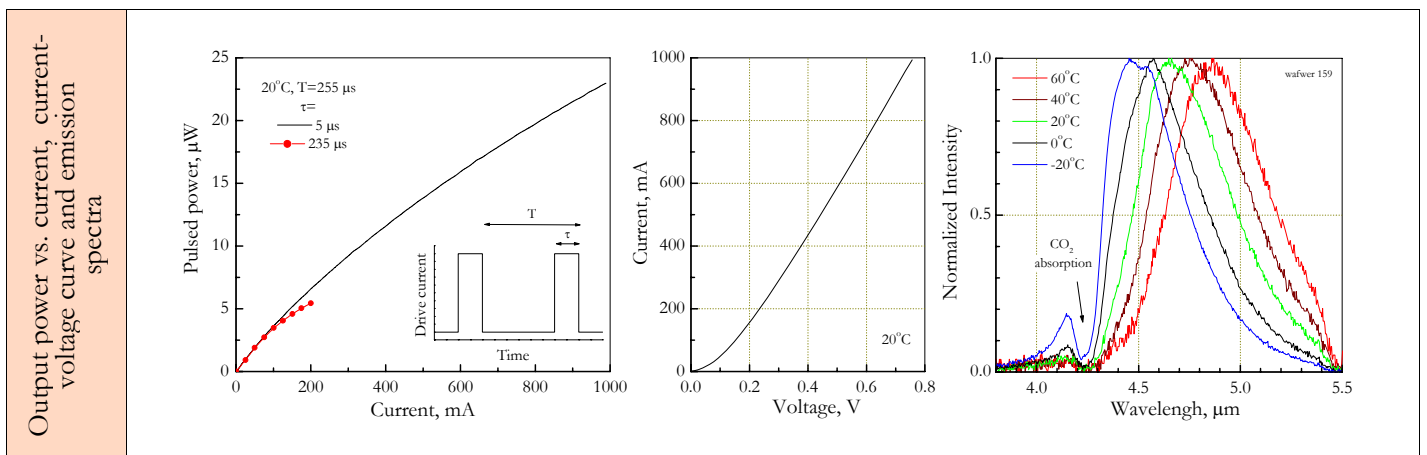 Output power vs. current, current-
voltage curve and emission
spectra
25
20
15
10
5
0
0
200
400
600
800
1000
Pulsed power, μW
Current, mA
20°C, T=255 μs
τ=
5 μs
235 μs
T
τ
Drive current
Time
1000
800
600
400
200
0
0.0
0.2
0.4
0.6
0.8
Current, mA
Voltage, V
20°C
1.0
0.5
0.0
4.0
4.5
5.0
5.5
Normalized Intensity
Wavelengh, μm
60°C
40°C
20°C
0°C
-20°C
wafwer 159
CO2
absorption